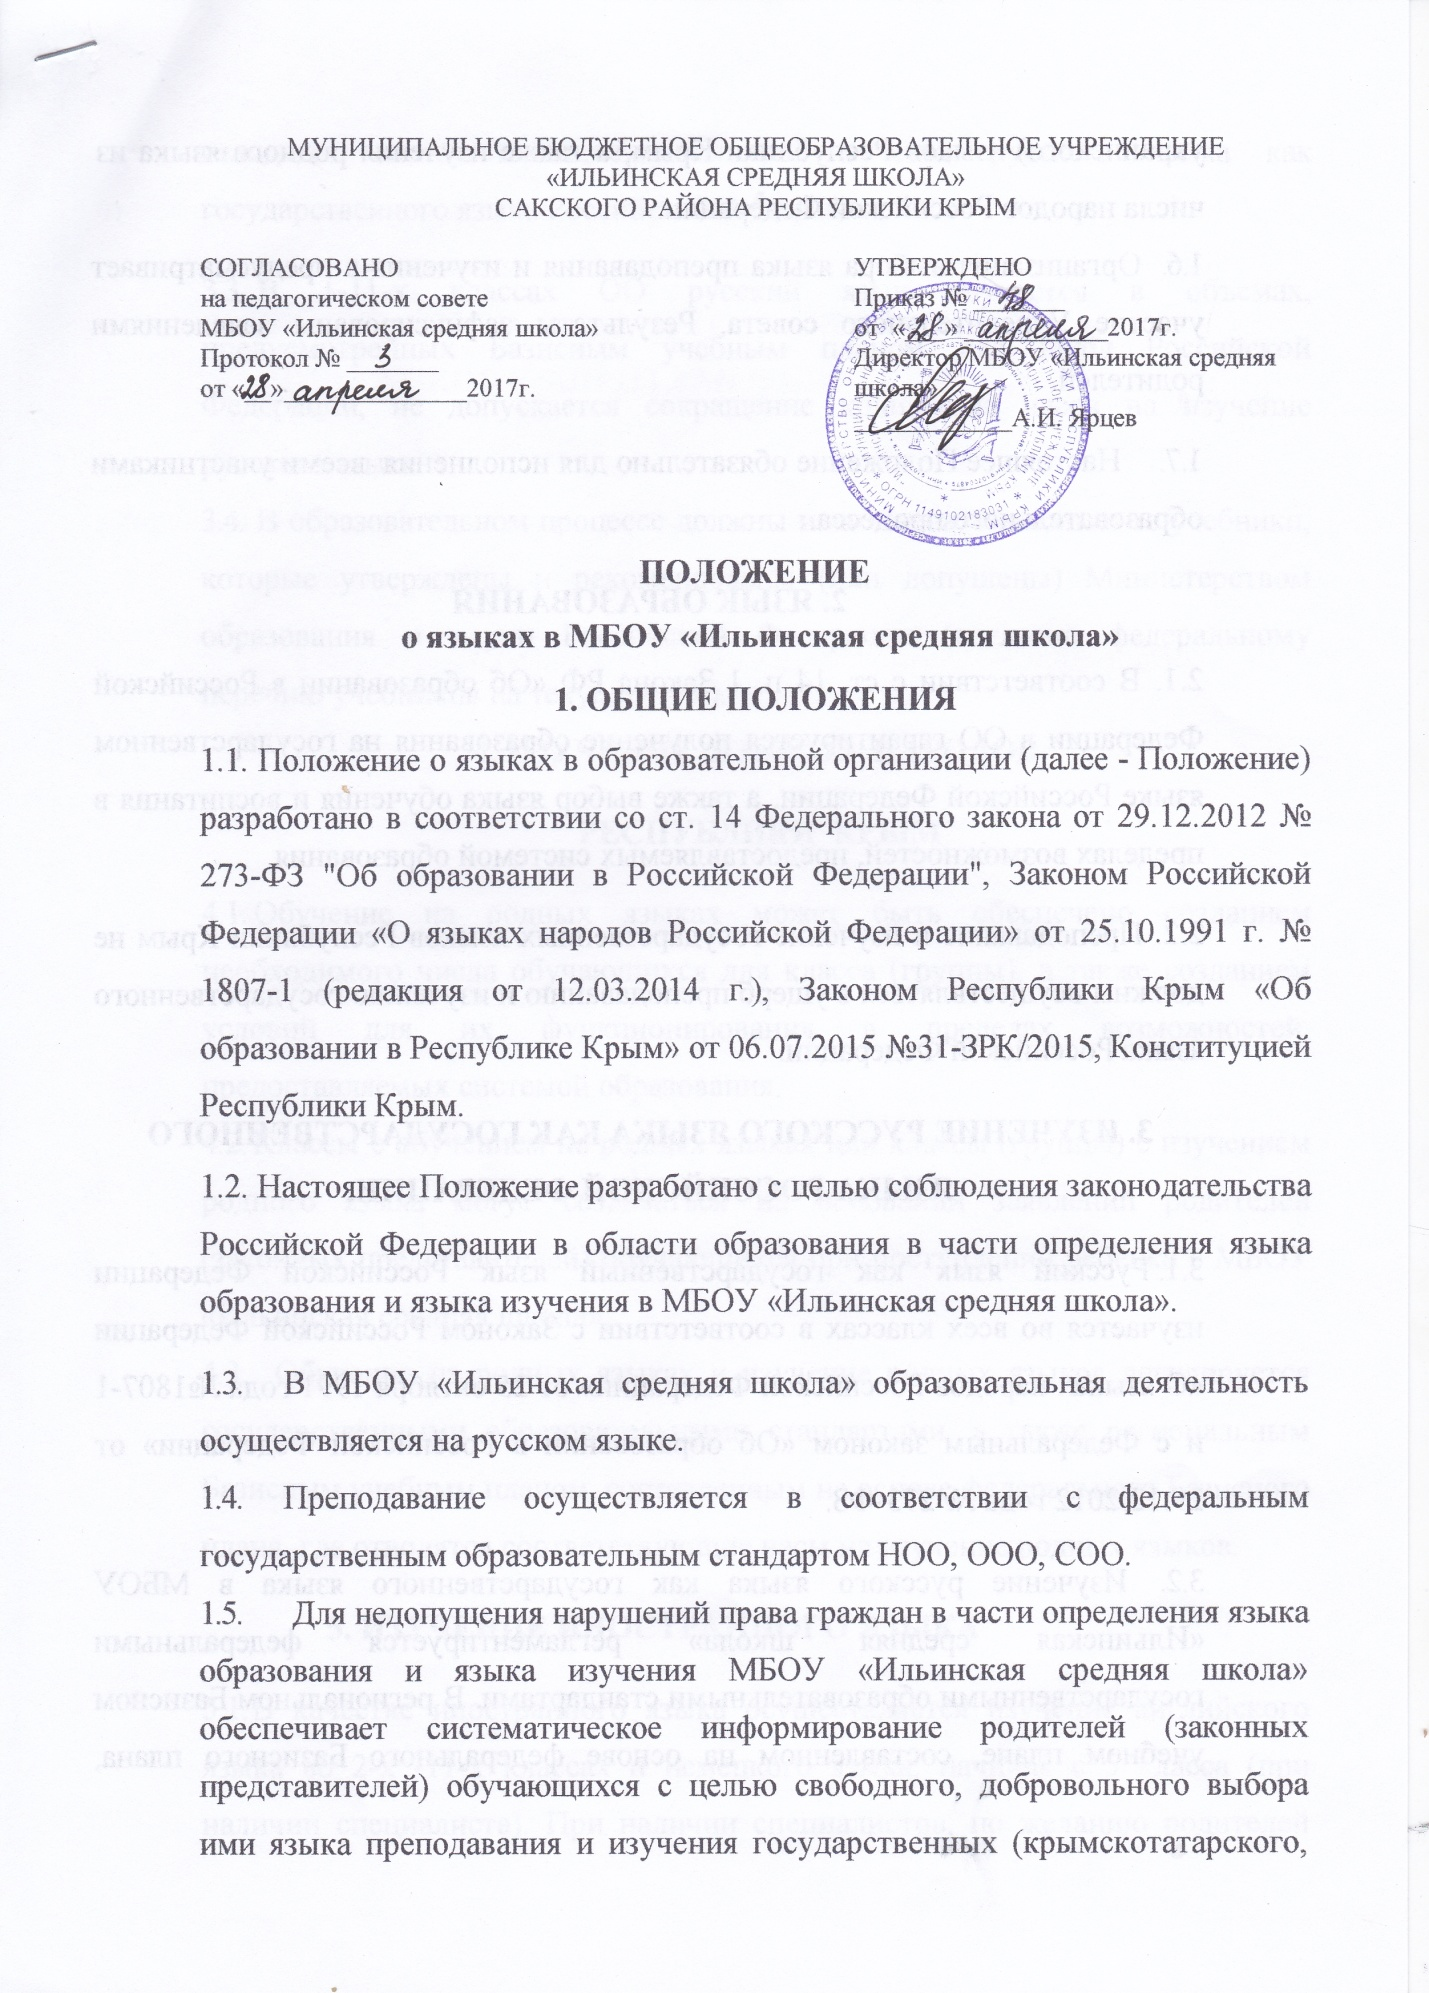 МУНИЦИПАЛЬНОЕ БЮДЖЕТНОЕ ОБЩЕОБРАЗОВАТЕЛЬНОЕ УЧРЕЖДЕНИЕ
«ИЛЬИНСКАЯ СРЕДНЯЯ ШКОЛА»
САКСКОГО РАЙОНА РЕСПУБЛИКИ КРЫМ
СОГЛАСОВАНО
на педагогическом совете
МБОУ «Ильинская средняя школа»
Протокол № 3
от «28» апреля 2017г.
УТВЕРЖДЕНО
Приказ № 48
от «28» апреля 2017г.
Директор МБОУ «Ильинская средняя
школа»
А.И. Ярцев
* ОГРН 1149102183031 *
ПОЛОЖЕНИЕ
о языках в МБОУ «Ильинская средняя школа»
1. ОБЩИЕ ПОЛОЖЕНИЯ
1.1. Положение о языках в образовательной организации (далее - Положение)
разработано в соответствии со ст. 14 Федерального закона от 29.12.2012 №
273-ФЗ "Об образовании в Российской Федерации", Законом Российской
Федерации «О языках народов Российской Федерации» от 25.10.1991 г. №
1807-1 (редакция от 12.03.2014 г.), Законом Республики Крым «Об
образовании в Республике Крым» от 06.07.2015 №131-ЗРК/2015, Конституцией
Республики Крым.
1.2. Настоящее Положение разработано с целью соблюдения законодательства
Российской Федерации в области образования в части определения языка
образования и языка изучения в МБОУ «Ильинская средняя школа».
1.3. В МБОУ «Ильинская средняя школа» образовательная деятельность
осуществляется на русском языке.
1.4. Преподавание осуществляется в соответствии с федеральным
государственным образовательным стандартом НОО, ООО, СОО.
1.5. Для недопущения нарушений права граждан в части определения языка
образования и языка изучения МБОУ «Ильинская средняя школа»
обеспечивает систематическое информирование родителей (законных
представителей) обучающихся с целью свободного, добровольного выбора
ими языка преподавания и изучения государственных (крымскотатарского,